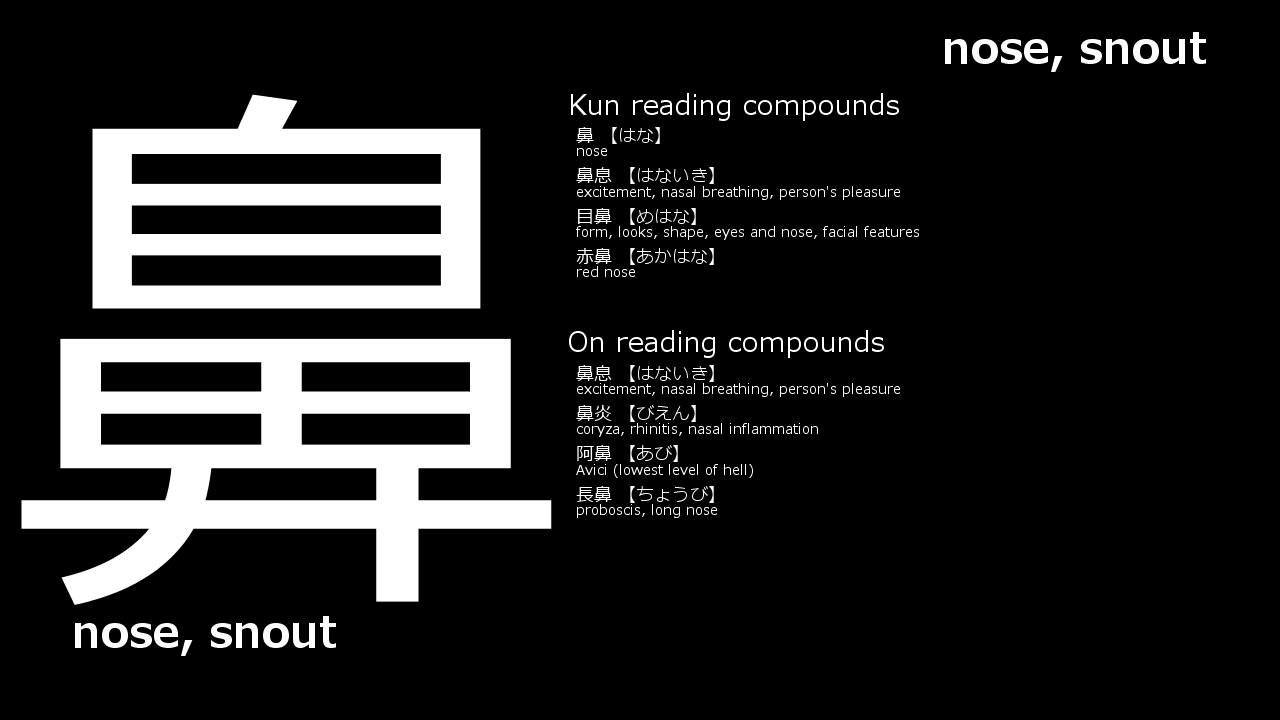 nose, snout
鼻
Kun reading compounds
鼻 【はな】
nose
鼻息 【はないき】
excitement, nasal breathing, person's pleasure
目鼻 【めはな】
form, looks, shape, eyes and nose, facial features
赤鼻 【あかはな】
red nose
On reading compounds
鼻息 【はないき】
excitement, nasal breathing, person's pleasure
鼻炎 【びえん】
coryza, rhinitis, nasal inflammation
阿鼻 【あび】
Avici (lowest level of hell)
長鼻 【ちょうび】
proboscis, long nose
nose, snout